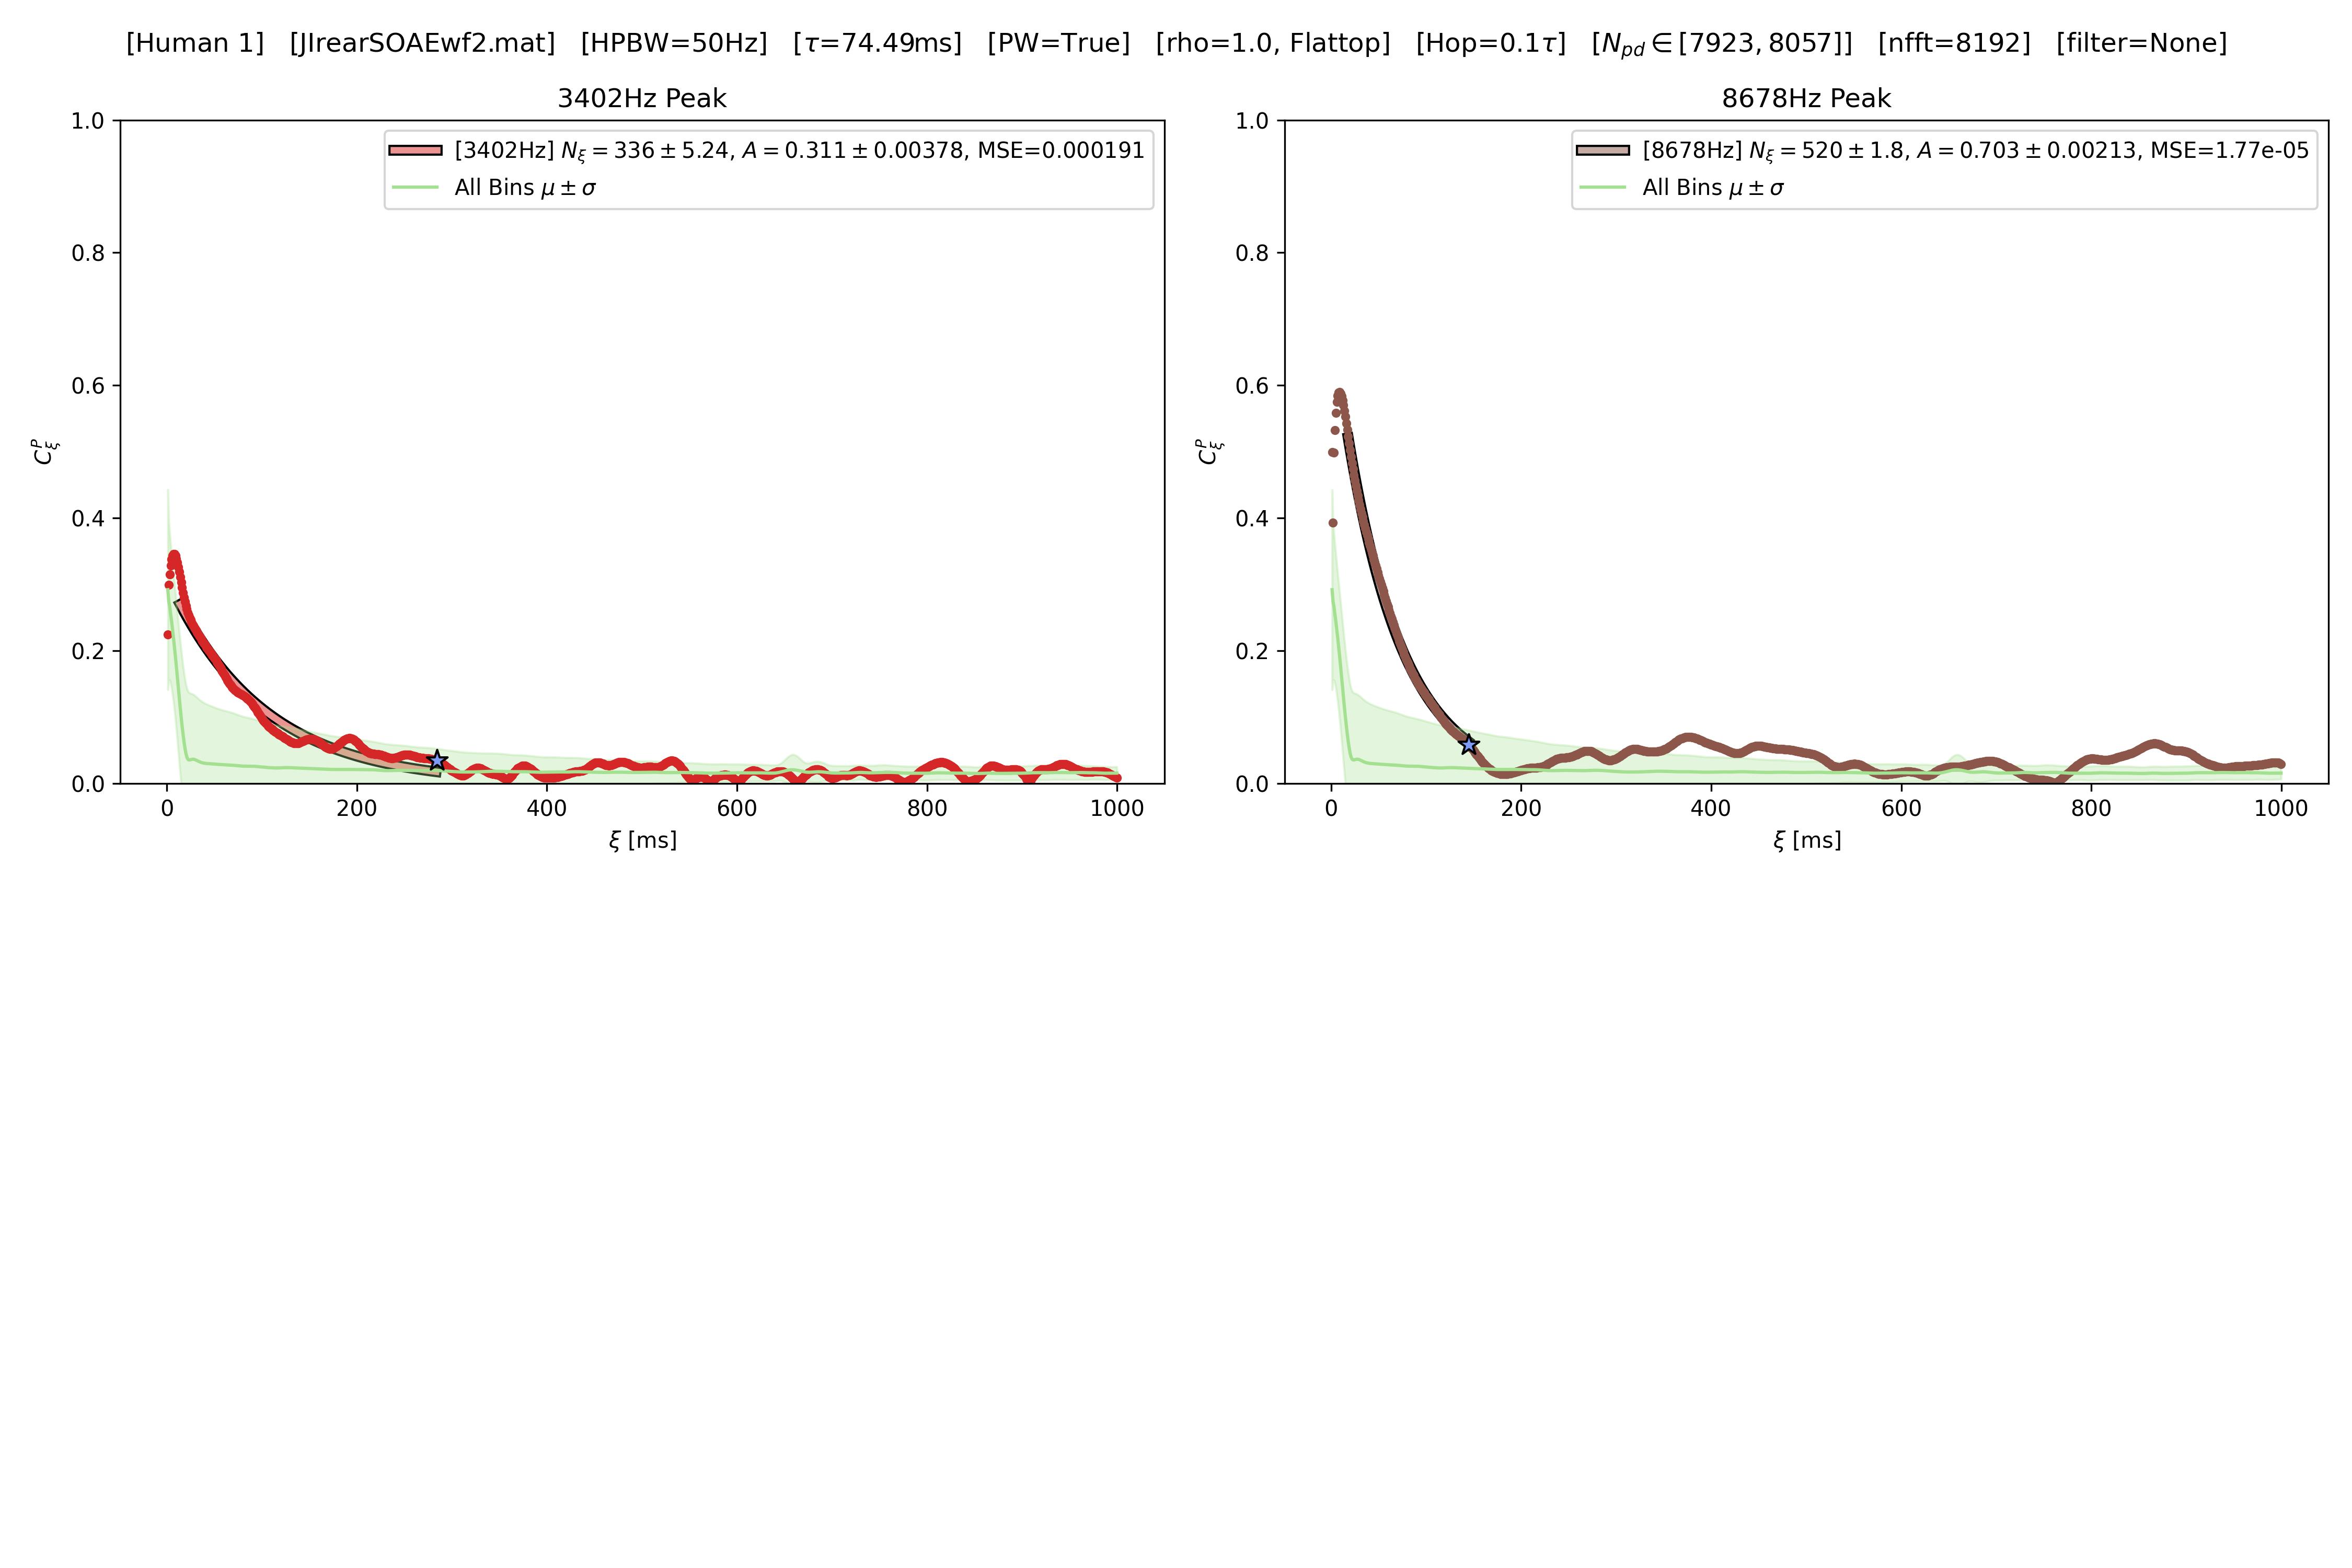 [Human 1] [JIrearSOAEwf2.mat] [HPBW=50Hz] [τ=74.49ms] [PW=True] [rho=1.0, Flattop] [Hop=0.1τ] [N_pd ∈ [7923, 8057]] [nfft=8192] [filter=None]
3402Hz Peak
1.0
0.8
0.6
0.4
0.2
0.0
C_ξ^P
[3402Hz] N_ξ = 336 ± 5.24, A = 0.311 ± 0.00378, MSE=0.000191
All Bins μ ± σ
0 200 400 600 800 1000
ξ [ms]
8678Hz Peak
1.0
0.8
0.6
0.4
0.2
0.0
C_ξ^P
[8678Hz] N_ξ = 520 ± 1.8, A = 0.703 ± 0.00213, MSE=1.77e-05
All Bins μ ± σ
0 200 400 600 800 1000
ξ [ms]